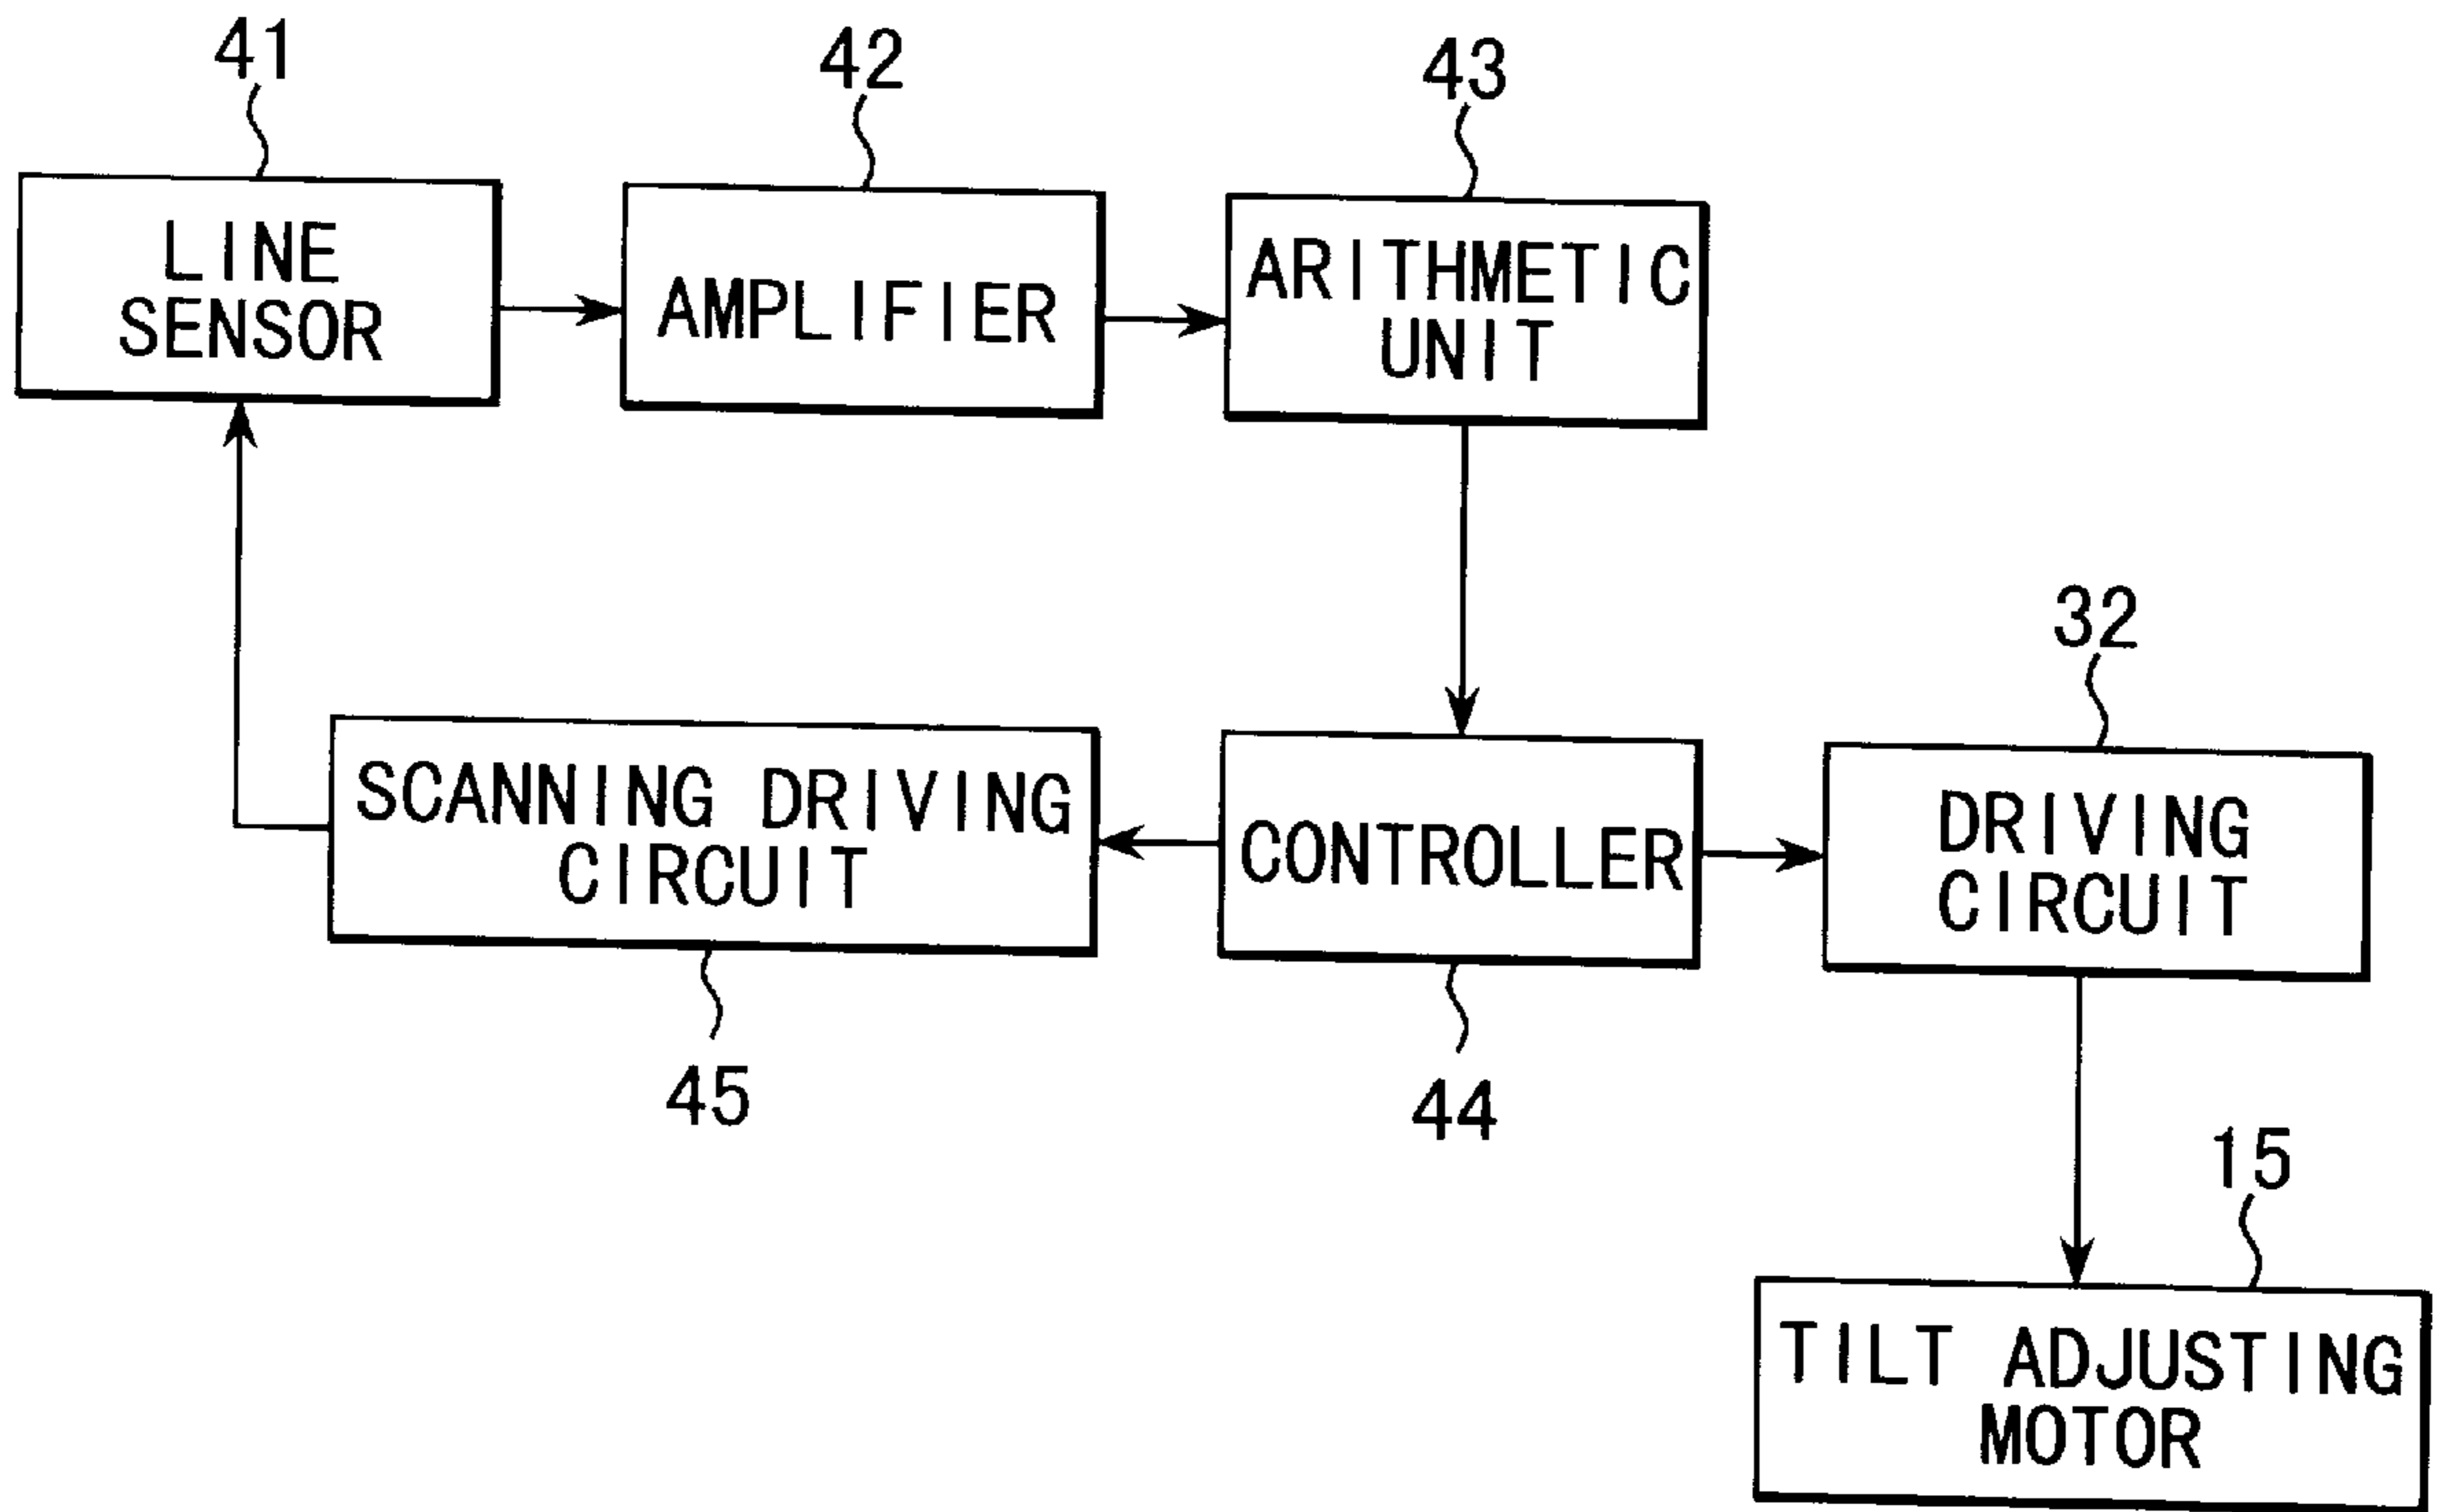 41
42
43
LINE
SENSOR
AMPLIFIER
ARITHMETIC
UNIT
32
SCANNING DRIVING
CIRCUIT
CONTROLLER
DRIVING
CIRCUIT
45
44
15
TILT ADJUSTING
MOTOR